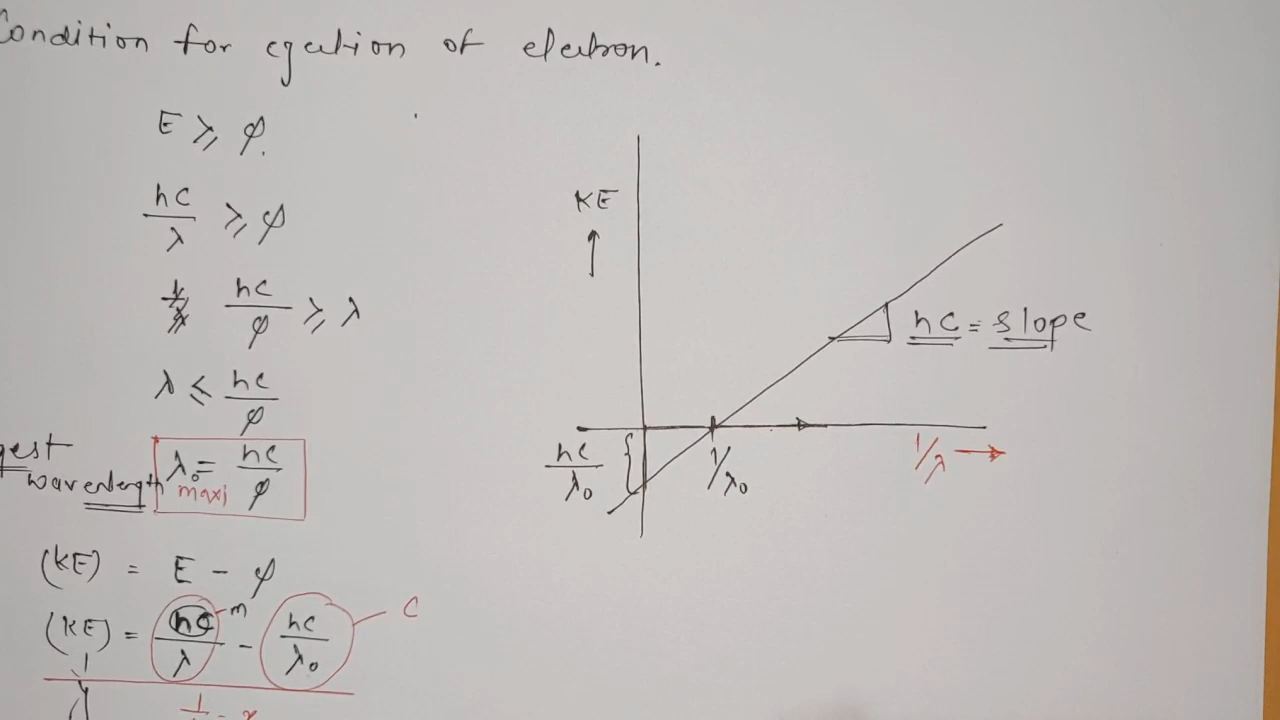 Condition for ejection of electron.
E ≥ φ.
hc/λ ≥ φ
hc/φ ≥ λ
λ ≤ hc/φ
gest
wavelength
λ₀ = hc/φ
maxi
(KE) = E - φ
(KE) = hc/λ - hc/λ₀
m
C
KE
↑
hc = slope
hc/λ₀
{
1/λ₀
1/λ →